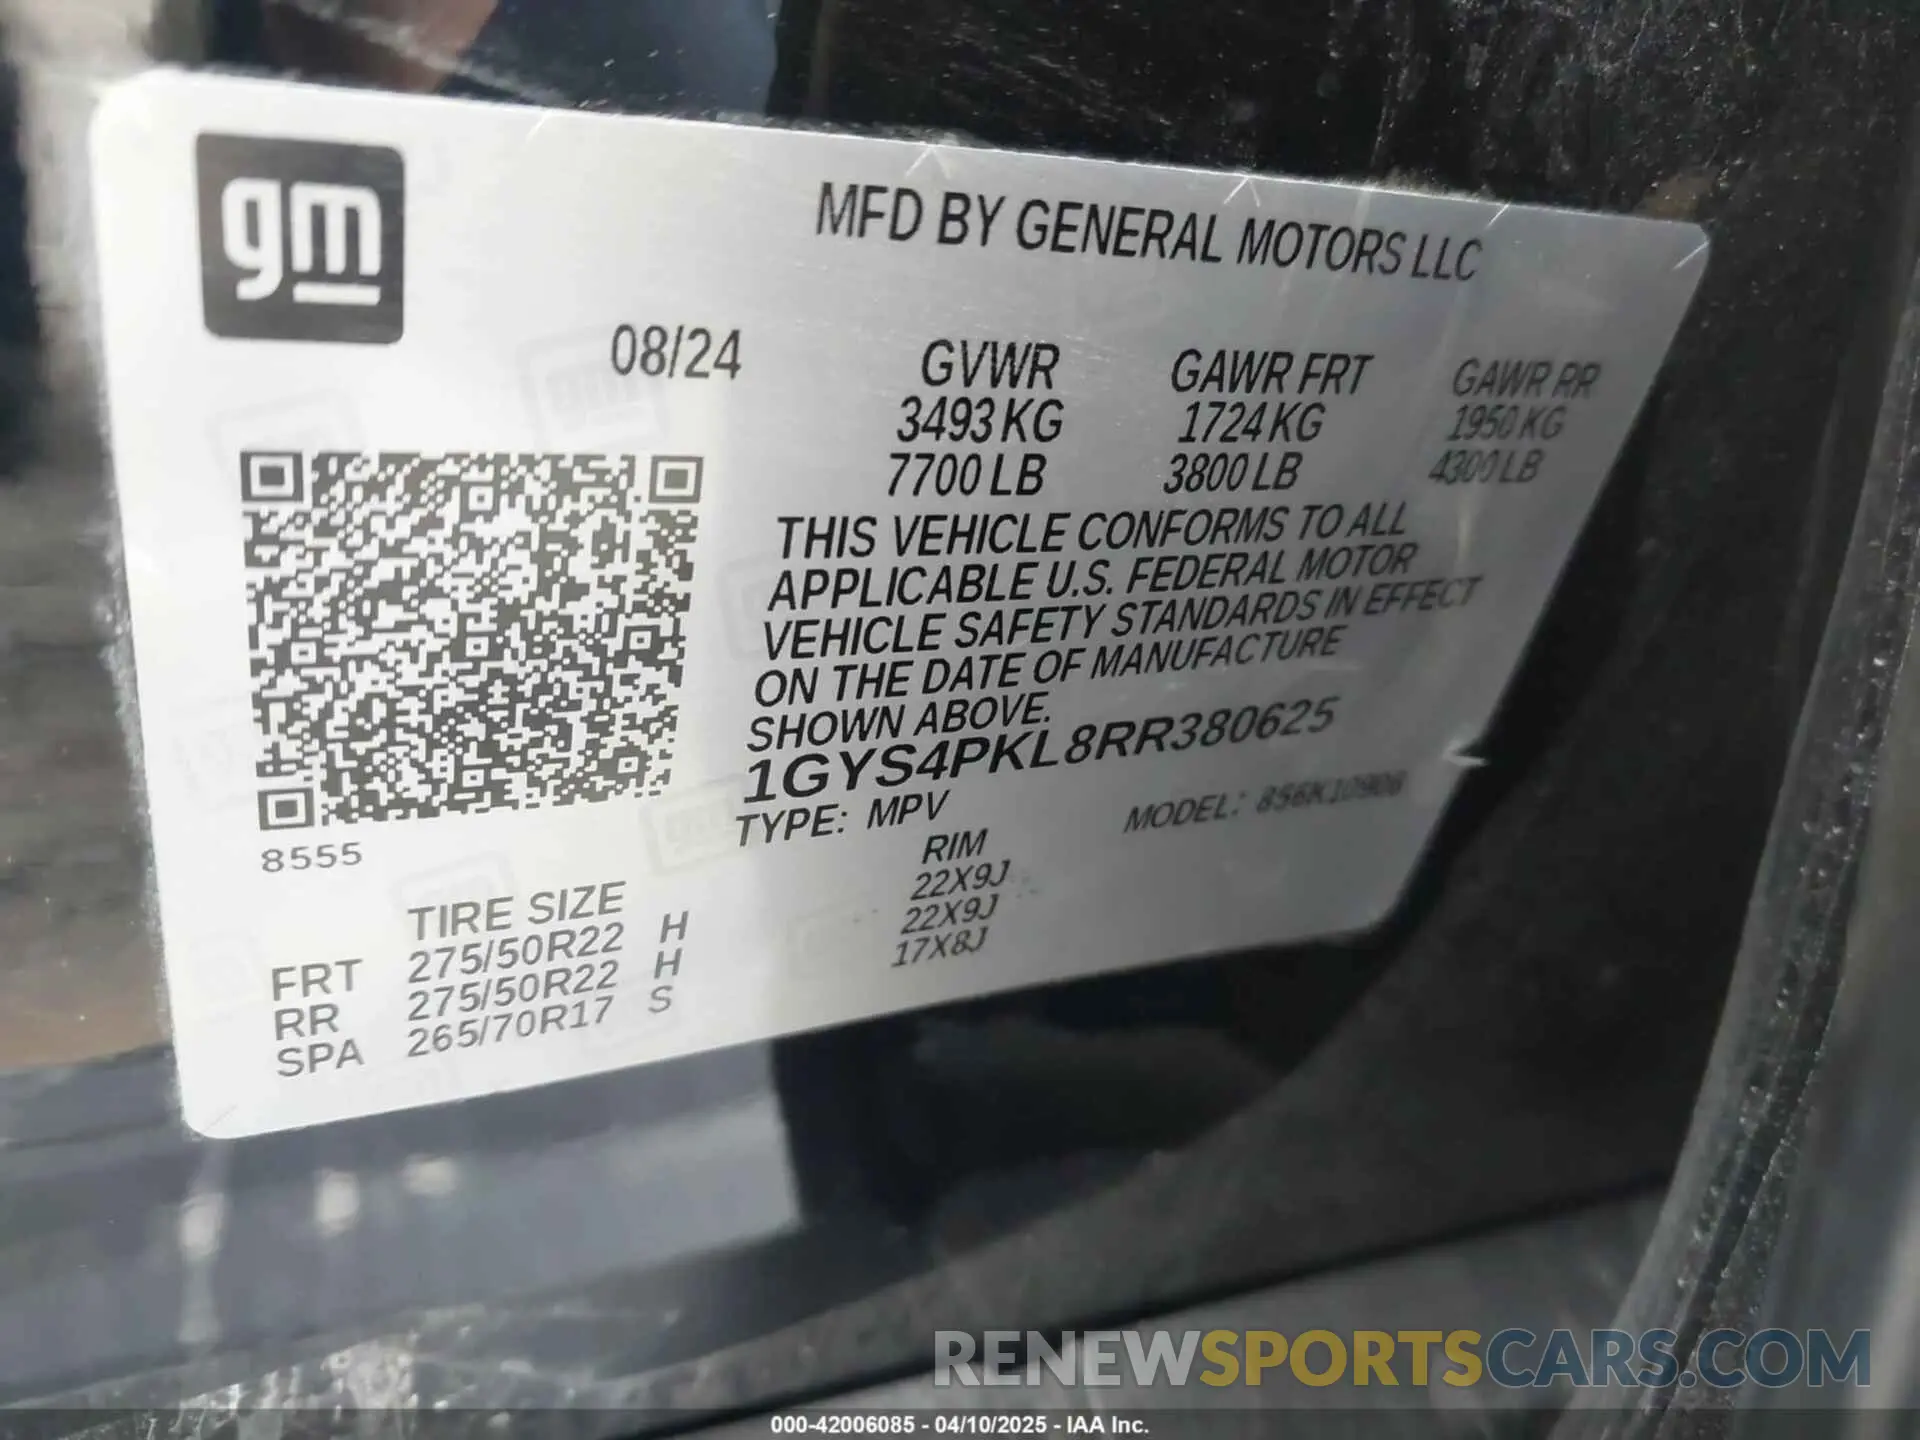 gm
MFD BY GENERAL MOTORS LLC
08/24 GVWR GAWR FRT GAWR RR
3493 KG 1724 KG 1950 KG
7700 LB 3800 LB 4300 LB
THIS VEHICLE CONFORMS TO ALL
APPLICABLE U.S. FEDERAL MOTOR
VEHICLE SAFETY STANDARDS IN EFFECT
ON THE DATE OF MANUFACTURE
SHOWN ABOVE.
1GYS4PKL8RR380625
TYPE: MPV MODEL:
8555
TIRE SIZE RIM
FRT 275/50R22 H 22X9J
RR 275/50R22 H 22X9J
SPA 265/70R17 S 17X8J
RENEWSPORTSCARS.COM
000-42006085 - 04/10/2025 - IAA Inc.